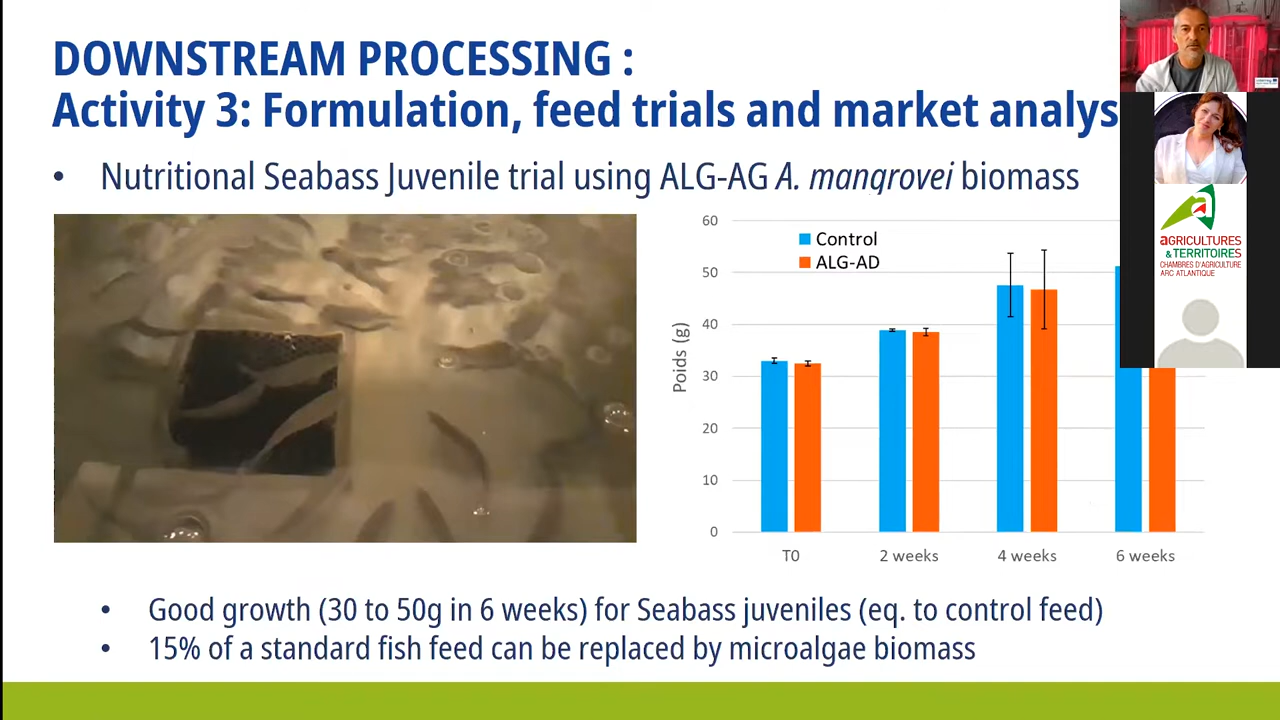 DOWNSTREAM PROCESSING :
Activity 3: Formulation, feed trials and market analys
• Nutritional Seabass Juvenile trial using ALG-AG A. mangrovei biomass
60
50
40
30
20
10
0
Poids (g)
Control
ALG-AD
T0
2 weeks
4 weeks
6 weeks
• Good growth (30 to 50g in 6 weeks) for Seabass juveniles (eq. to control feed)
• 15% of a standard fish feed can be replaced by microalgae biomass
aGRICULTURES
& TERRITOIRES
CHAMBRES D'AGRICULTURE
ARC ATLANTIQUE